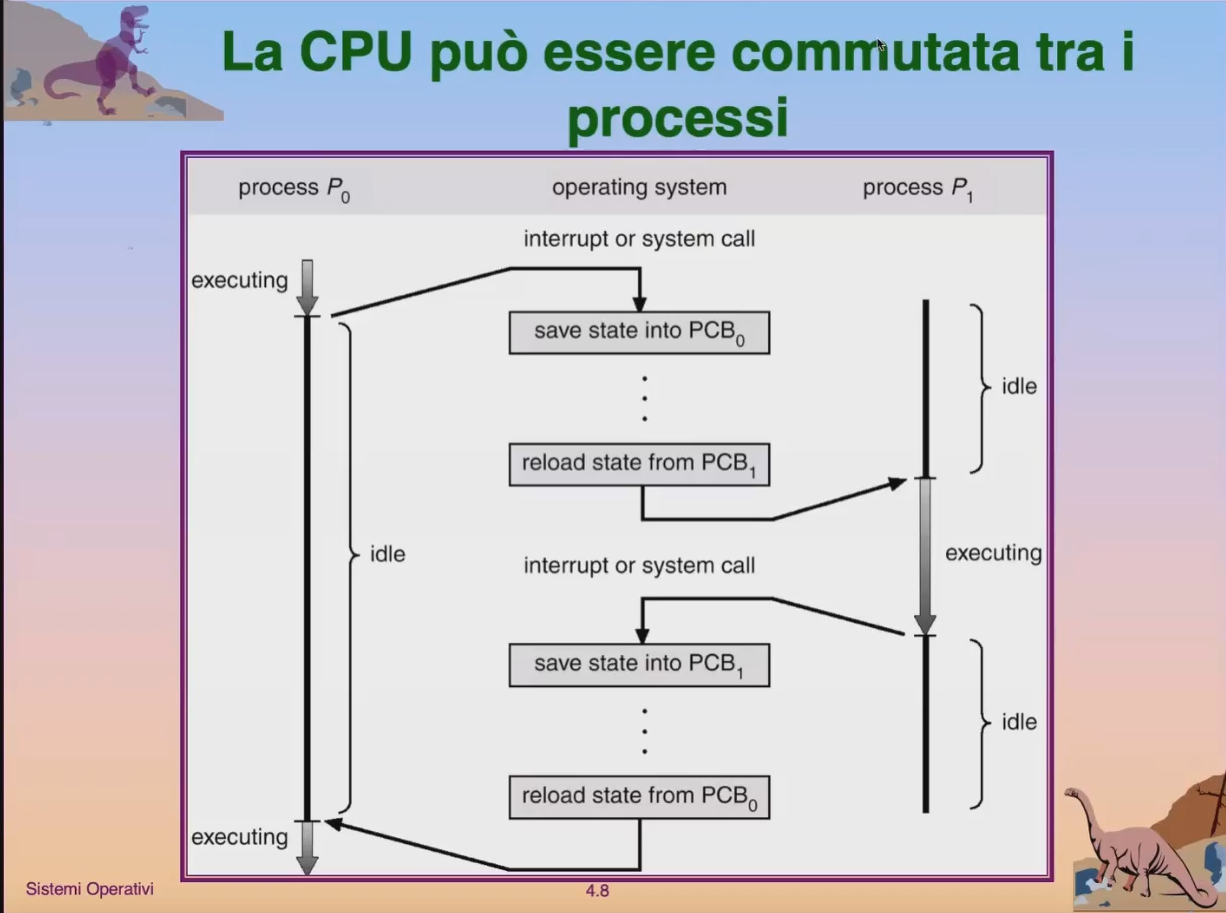 La CPU può essere commutata tra i
processi
process P0
operating system
process P1
interrupt or system call
executing
save state into PCB0
idle
reload state from PCB1
idle
interrupt or system call
executing
save state into PCB1
idle
reload state from PCB0
executing
Sistemi Operativi
4.8